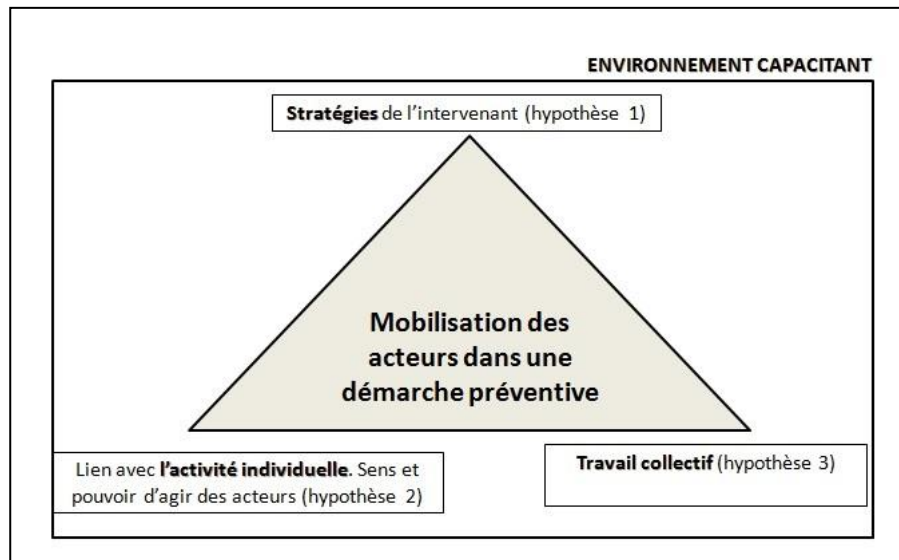 ENVIRONNEMENT CAPACITANT
Stratégies de l'intervenant (hypothèse 1)
Mobilisation des
acteurs dans une
démarche préventive
Lien avec l'activité individuelle. Sens et
pouvoir d'agir des acteurs (hypothèse 2)
Travail collectif (hypothèse 3)